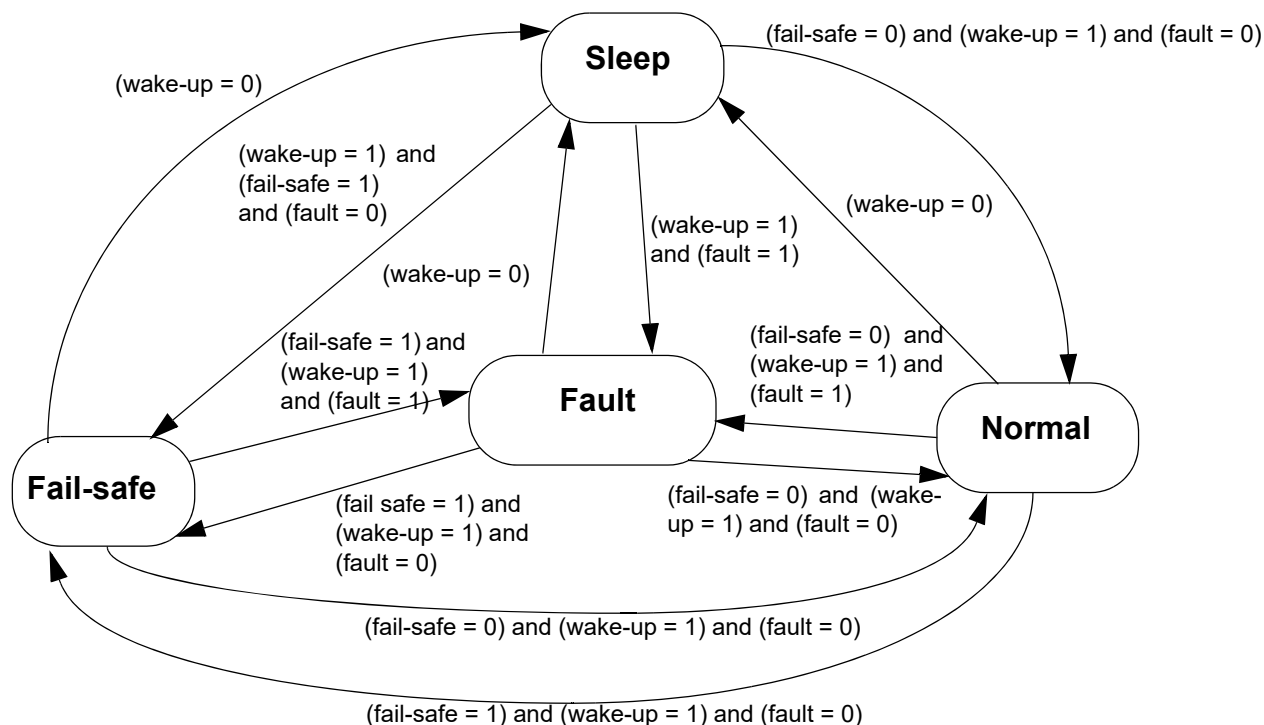 Sleep
(fail-safe = 0) and (wake-up = 1) and (fault = 0)
(wake-up = 0)
(wake-up = 1) and
(fail-safe = 1)
and (fault = 0)
(wake-up = 0)
(wake-up = 1)
and (fault = 1)
(wake-up = 0)
(fail-safe = 1) and
(wake-up = 1)
and (fault = 1)
Fault
(fail-safe = 0) and
(wake-up = 1) and
(fault = 1)
Normal
Fail-safe
(fail safe = 1) and
(wake-up = 1) and
(fault = 0)
(fail-safe = 0) and (wake-
up = 1) and (fault = 0)
(fail-safe = 0) and (wake-up = 1) and (fault = 0)
(fail-safe = 1) and (wake-up = 1) and (fault = 0)